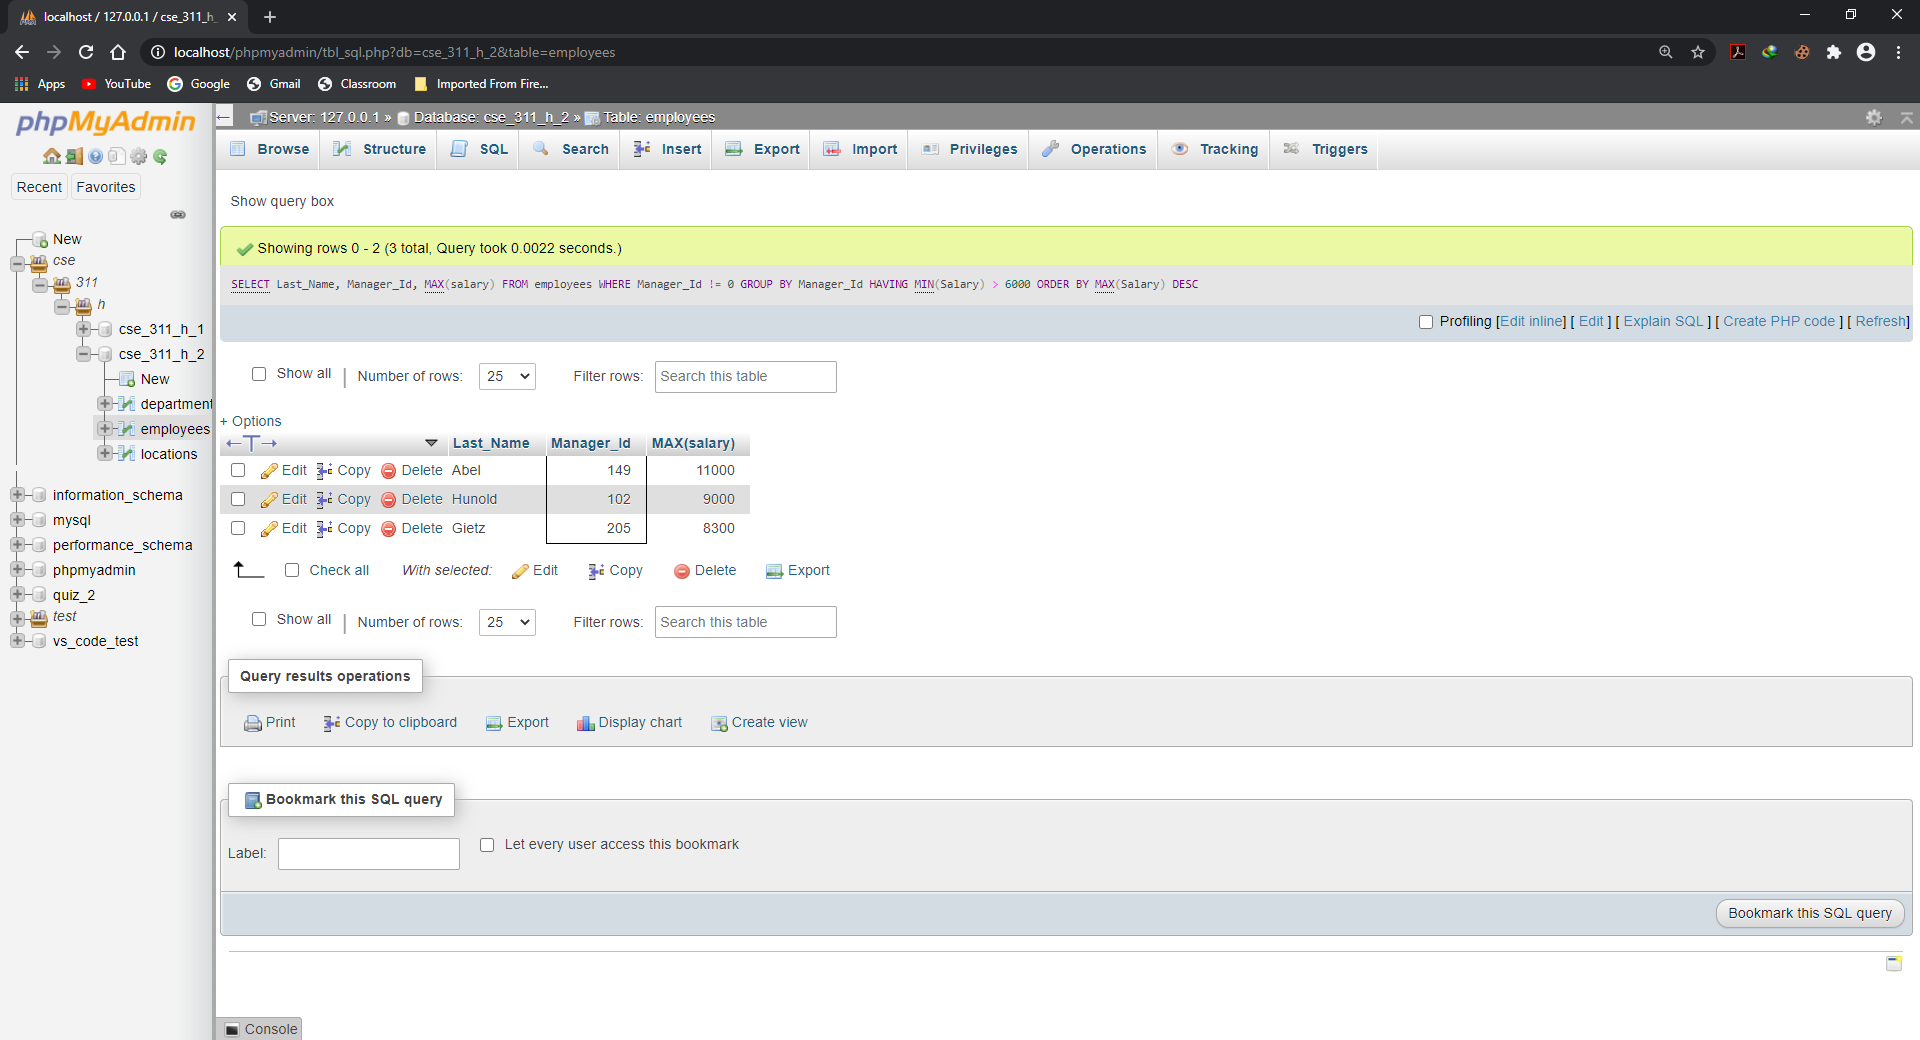 localhost / 127.0.0.1 / cse_311_h_
localhost/phpmyadmin/tbl_sql.php?db=cse_311_h_2&table=employees
Apps YouTube Google Gmail Classroom Imported From Fire...
phpMyAdmin
Recent Favorites
New
cse
311
h
cse_311_h_1
cse_311_h_2
New
department
employees
locations
information_schema
mysql
performance_schema
phpmyadmin
quiz_2
test
vs_code_test
Server: 127.0.0.1 » Database: cse_311_h_2 » Table: employees
Browse Structure SQL Search Insert Export Import Privileges Operations Tracking Triggers
Show query box
Showing rows 0 - 2 (3 total, Query took 0.0022 seconds.)
SELECT Last_Name, Manager_Id, MAX(salary) FROM employees WHERE Manager_Id != 0 GROUP BY Manager_Id HAVING MIN(Salary) > 6000 ORDER BY MAX(Salary) DESC
Profiling [Edit inline] [ Edit ] [ Explain SQL ] [ Create PHP code ] [ Refresh]
Show all | Number of rows: 25 Filter rows: Search this table
+ Options
←T→ Last_Name Manager_Id MAX(salary)
Edit Copy Delete Abel 149 11000
Edit Copy Delete Hunold 102 9000
Edit Copy Delete Gietz 205 8300
Check all With selected: Edit Copy Delete Export
Show all | Number of rows: 25 Filter rows: Search this table
Query results operations
Print Copy to clipboard Export Display chart Create view
Bookmark this SQL query
Label: Let every user access this bookmark
Bookmark this SQL query
Console